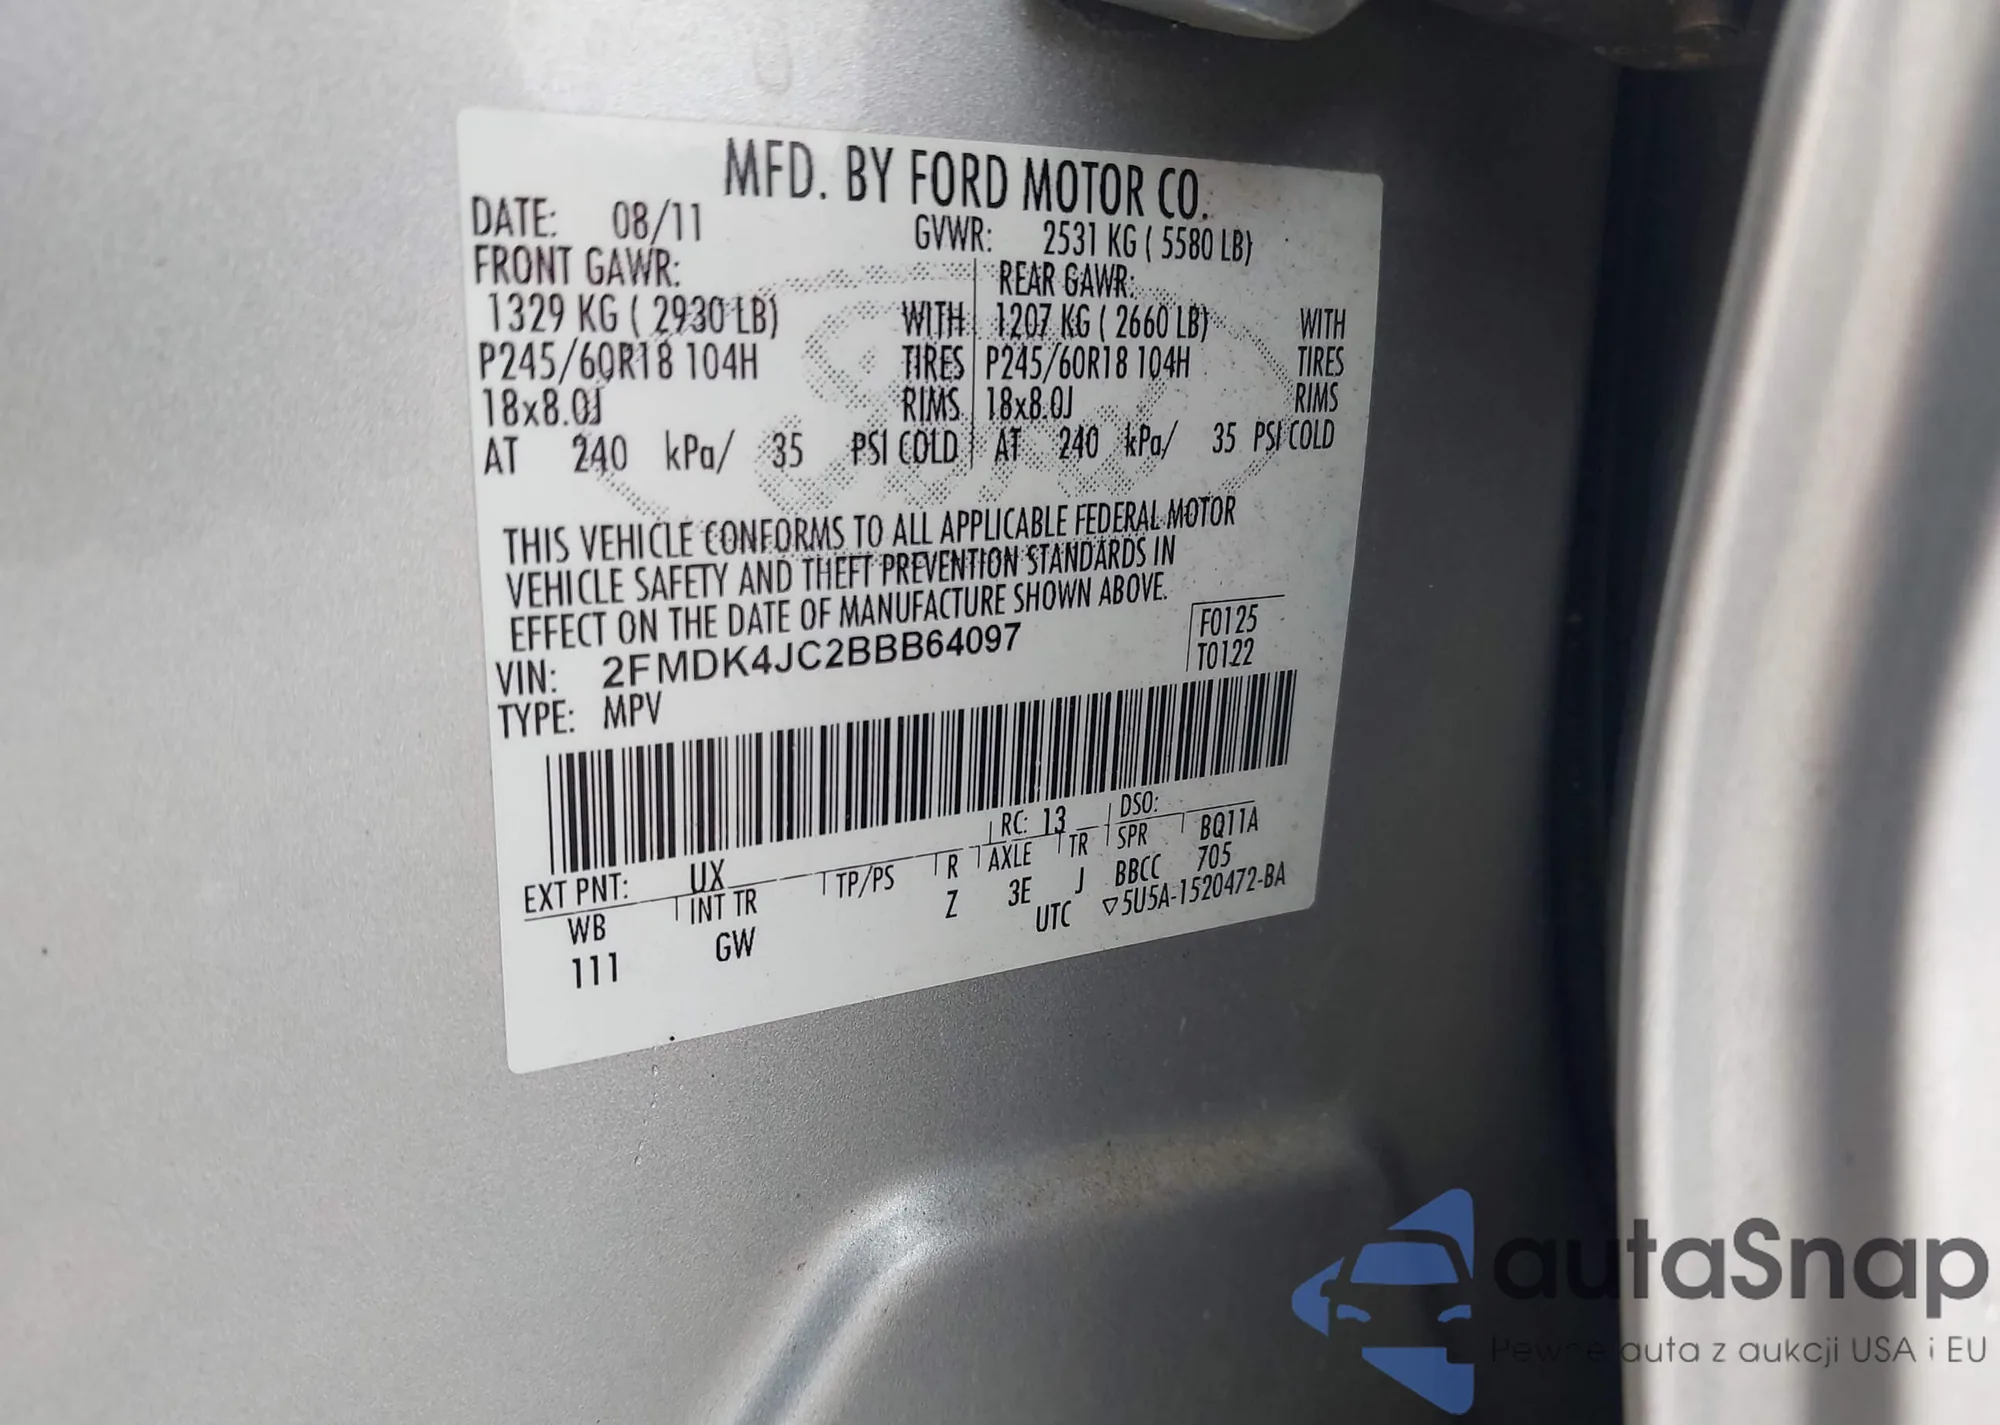 MFD. BY FORD MOTOR CO.
DATE: 08/11 GVWR: 2531 KG ( 5580 LB)
FRONT GAWR: REAR GAWR:
1329 KG ( 2930 LB) WITH 1207 KG ( 2660 LB) WITH
P245/60R18 104H TIRES P245/60R18 104H TIRES
18x8.0J RIMS 18x8.0J RIMS
AT 240 kPa/ 35 PSI COLD AT 240 kPa/ 35 PSI COLD
THIS VEHICLE CONFORMS TO ALL APPLICABLE FEDERAL MOTOR
VEHICLE SAFETY AND THEFT PREVENTION STANDARDS IN
EFFECT ON THE DATE OF MANUFACTURE SHOWN ABOVE.
VIN: 2FMDK4JC2BBB64097
F0125
T0122
TYPE: MPV
EXT PNT: UX RC: 13 DSO:
WB INT TR TP/PS R AXLE TR SPR BQ11A
111 GW Z 3E J BBCC 705
UTC ▽5U5A-1520472-BA
autaSnap
Pewne auta z aukcji USA i EU